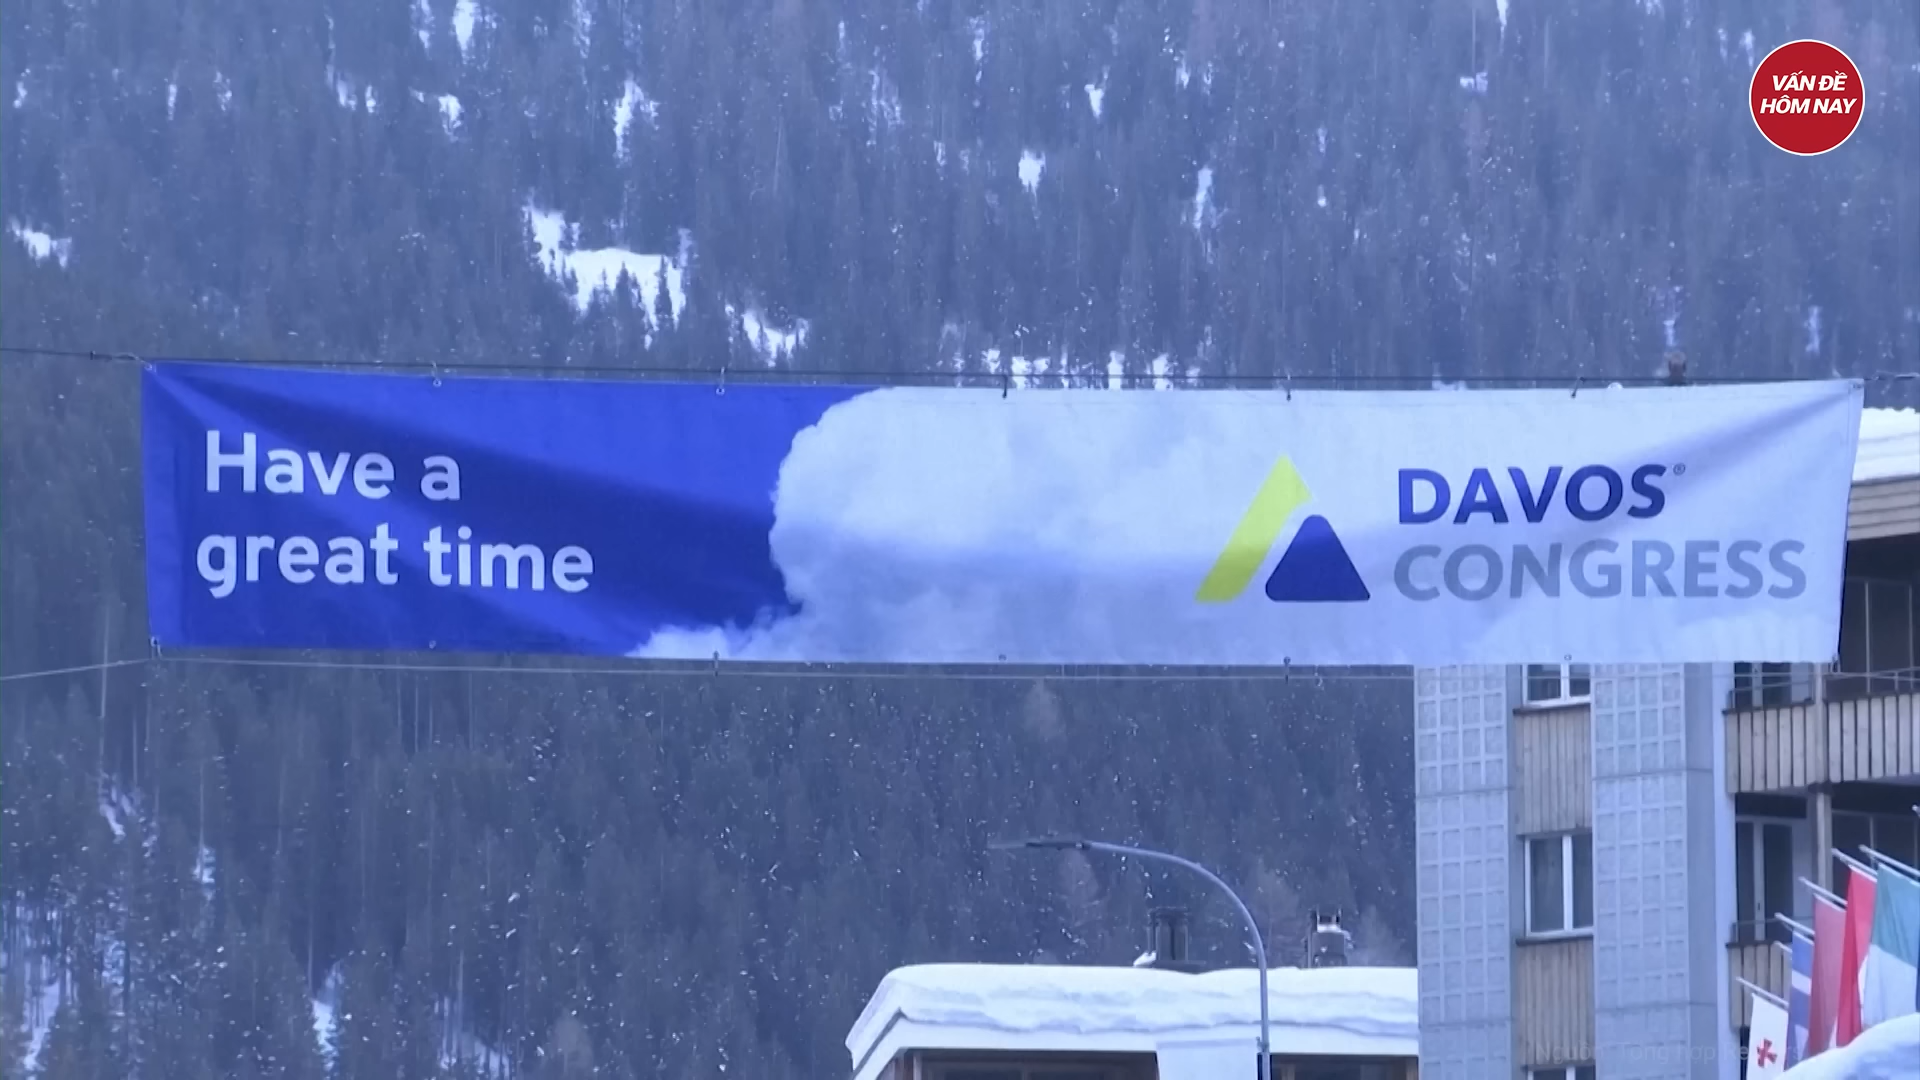 VẤN ĐỀ
HÔM NAY
Have a
great time
DAVOS®
CONGRESS